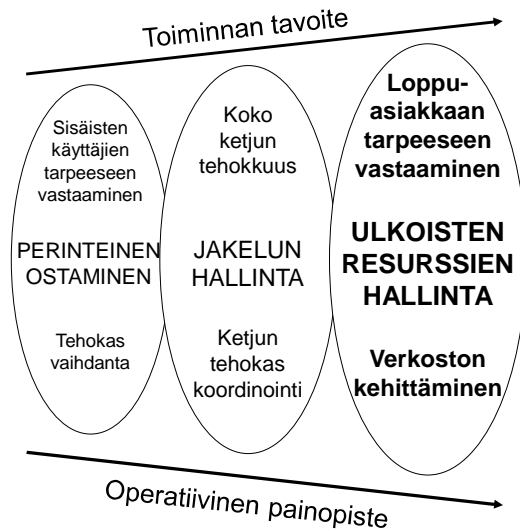 Toiminnan tavoite
Sisäisten
käyttäjien
tarpeeseen
vastaaminen
PERINTEINEN
OSTAMINEN
Tehokas
vaihdanta
Koko
ketjun
tehokkuus
JAKELUN
HALLINTA
Ketjun
tehokas
koordinointi
Loppu-
asiakkaan
tarpeeseen
vastaaminen
ULKOISTEN
RESURSSIEN
HALLINTA
Verkoston
kehittäminen
Operatiivinen painopiste